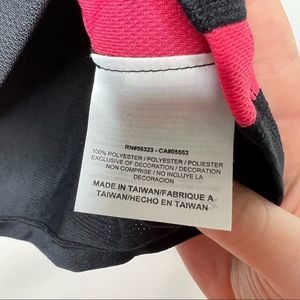 RN#56323 - CA#05553
100% POLYESTER / POLYESTER / POLIESTER
EXCLUSIVE OF DECORATION / DECORATION
NON COMPRISE / NO INCLUYE LA
DECORACION
MADE IN TAIWAN/FABRIQUE A
TAIWAN/HECHO EN TAIWAN